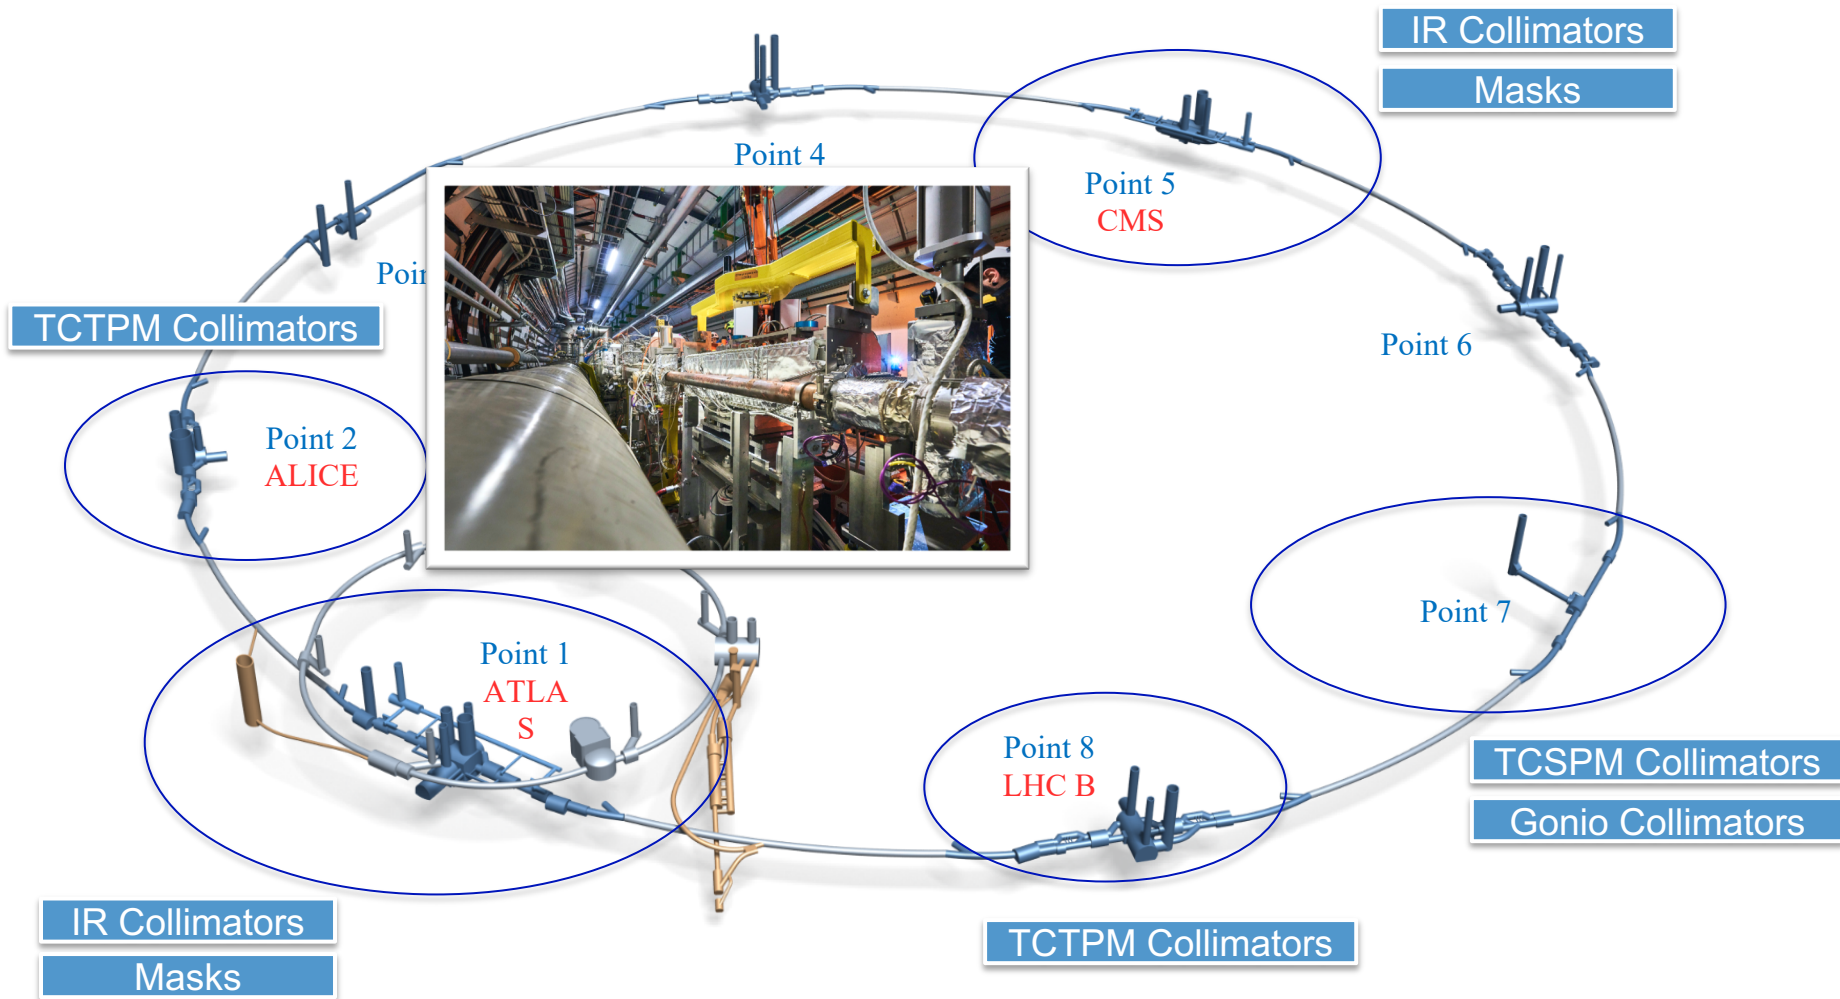 IR Collimators
Masks
Point 4
Point 5
CMS
TCTPM Collimators
Point 6
Point 2
ALICE
Point 7
Point 1
ATLA
S
Point 8
LHC B
TCSPM Collimators
Gonio Collimators
IR Collimators
Masks
TCTPM Collimators